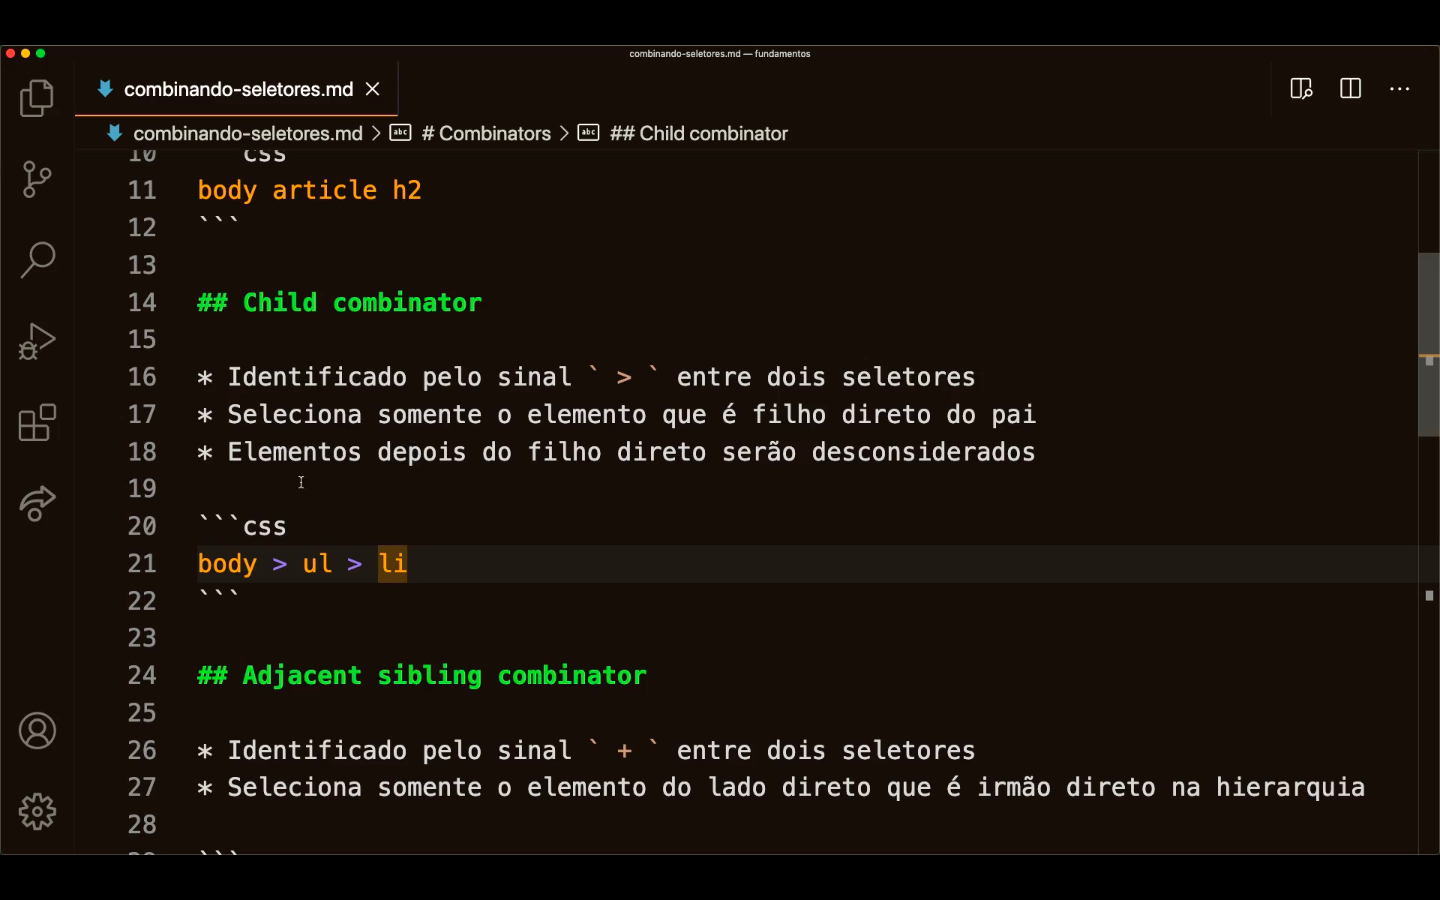 combinando-seletores.md — fundamentos
combinando-seletores.md
combinando-seletores.md > # Combinators > ## Child combinator
10 css
11 body article h2
12 ```
13
14 ## Child combinator
15
16 * Identificado pelo sinal ` > ` entre dois seletores
17 * Seleciona somente o elemento que é filho direto do pai
18 * Elementos depois do filho direto serão desconsiderados
19
20 ```css
21 body > ul > li
22 ```
23
24 ## Adjacent sibling combinator
25
26 * Identificado pelo sinal ` + ` entre dois seletores
27 * Seleciona somente o elemento do lado direto que é irmão direto na hierarquia
28